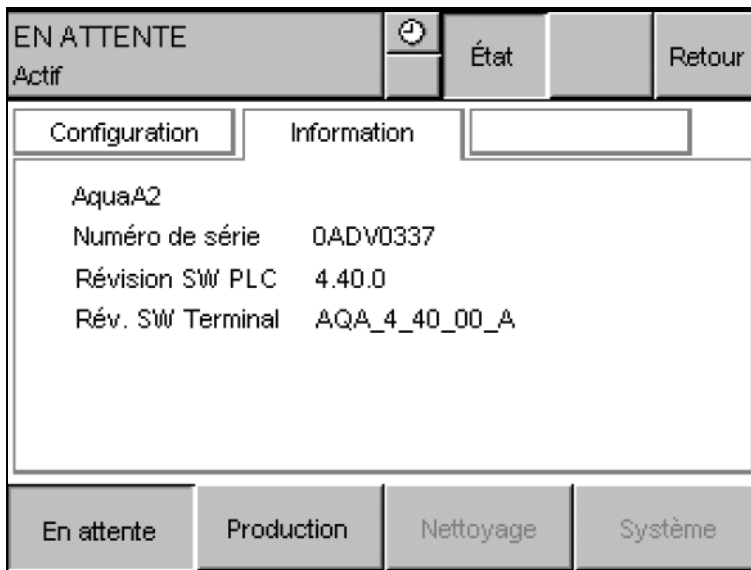 EN ATTENTE
Actif
État
Retour
Configuration
Information
AquaA2
Numéro de série 0ADV0337
Révision SW PLC 4.40.0
Rév. SW Terminal AQA_4_40_00_A
En attente
Production
Nettoyage
Système